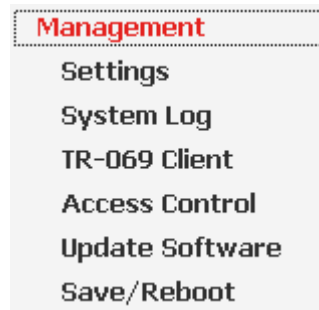 Management
Settings
System Log
TR-069 Client
Access Control
Update Software
Save/Reboot